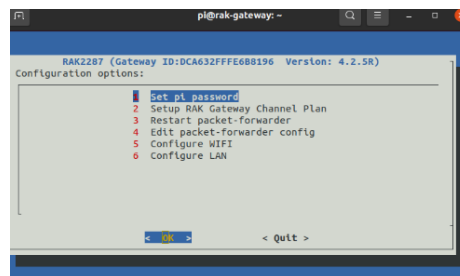 pi@rak-gateway: ~
RAK2287 (Gateway ID:DCA632FFFE6B8196 Version: 4.2.5R)
Configuration options:
1 Set pi password
2 Setup RAK Gateway Channel Plan
3 Restart packet-forwarder
4 Edit packet-forwarder config
5 Configure WIFI
6 Configure LAN
< OK > < Quit >